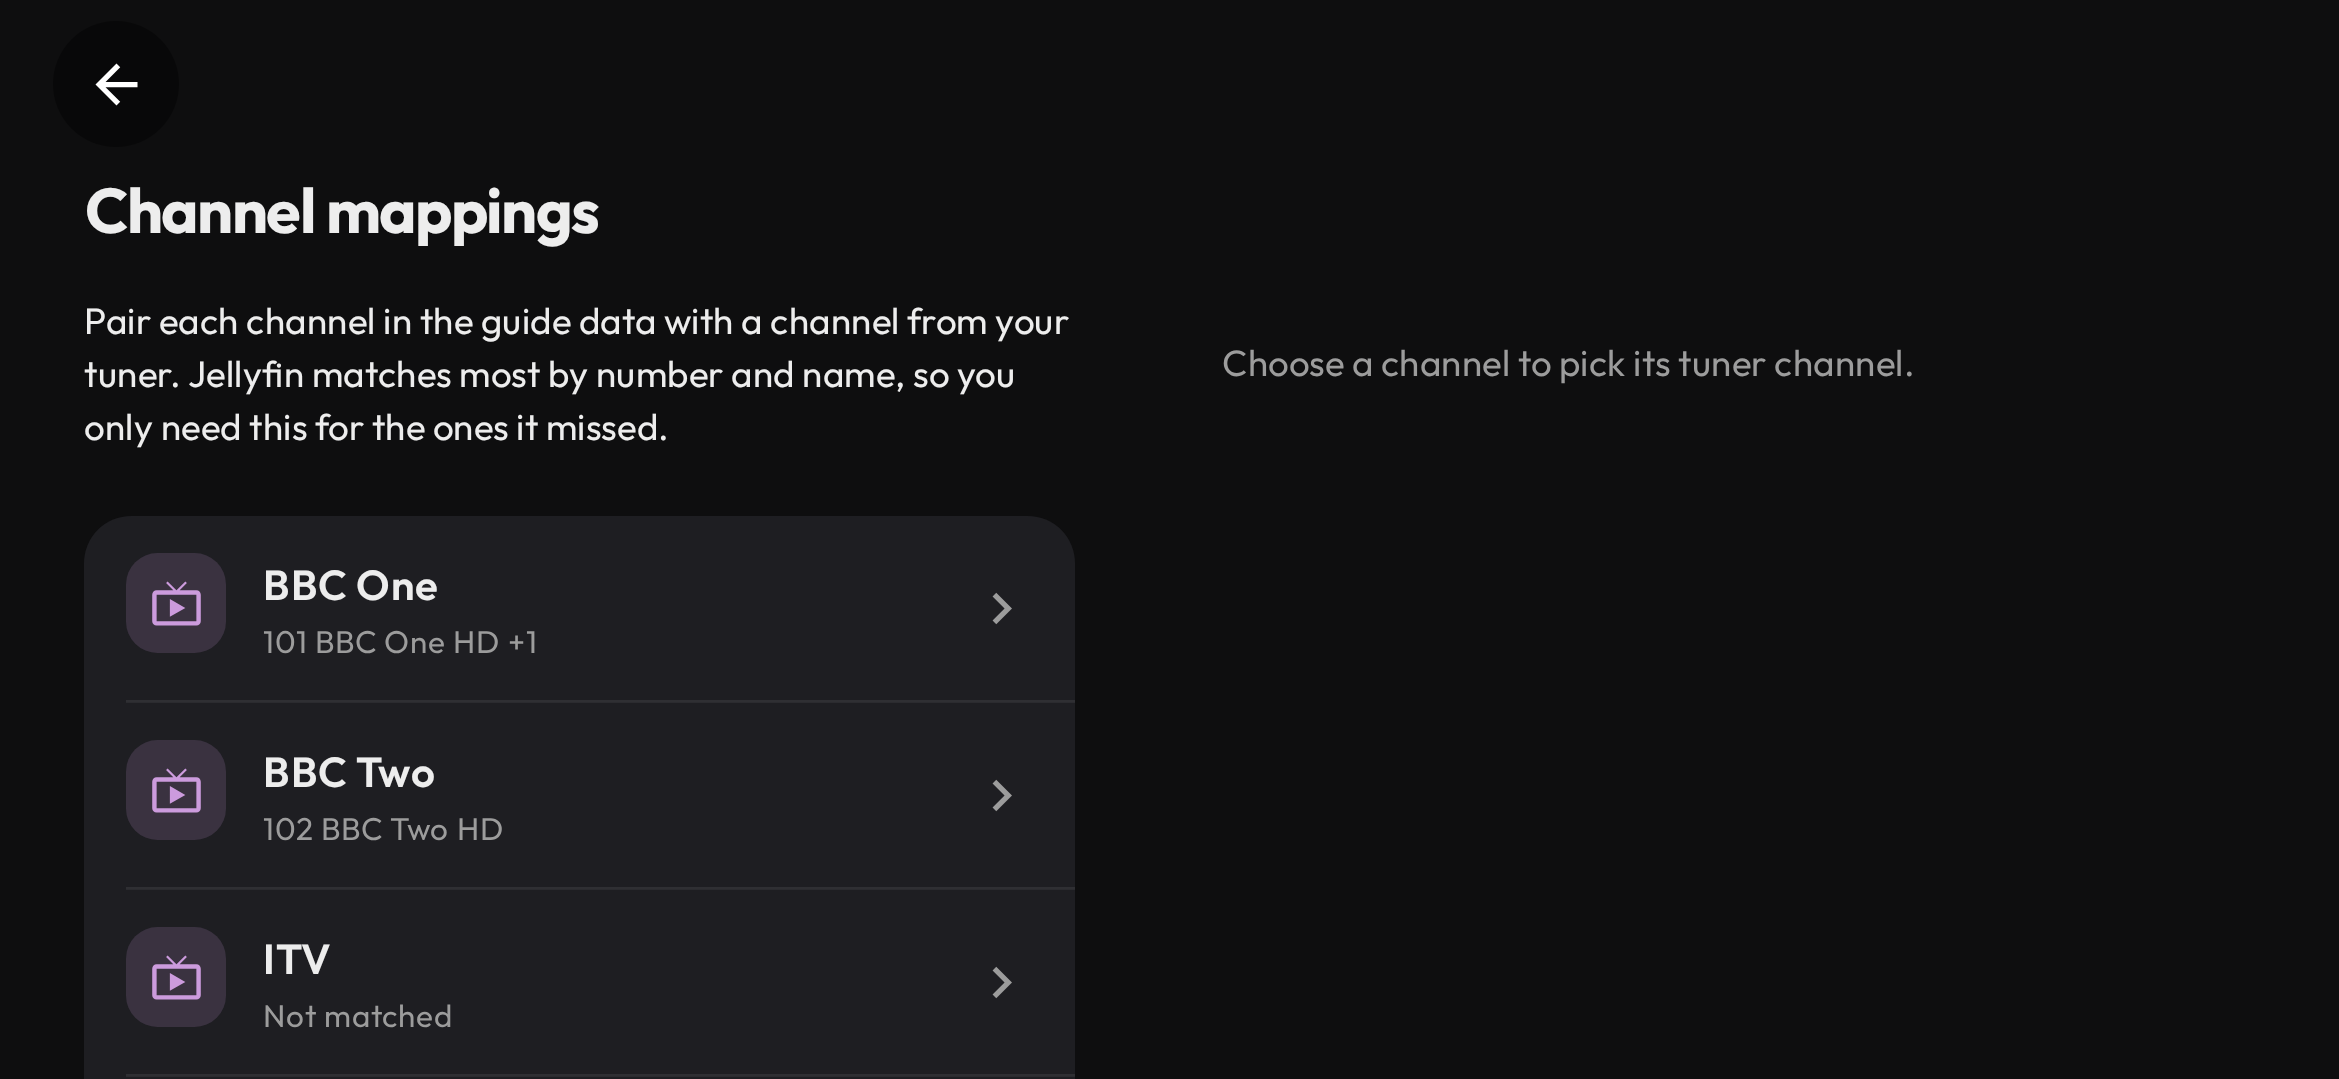 Channel mappings
Pair each channel in the guide data with a channel from your
tuner. Jellyfin matches most by number and name, so you
only need this for the ones it missed.
Choose a channel to pick its tuner channel.
BBC One
101 BBC One HD +1
BBC Two
102 BBC Two HD
ITV
Not matched